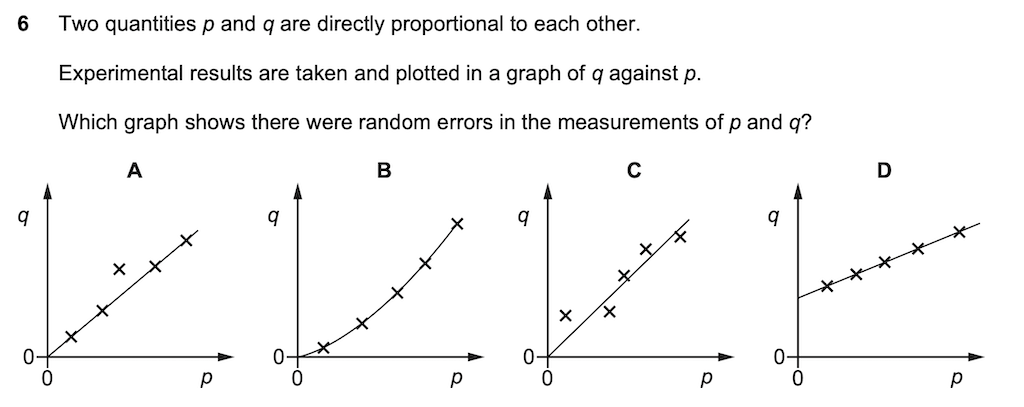 6 Two quantities p and q are directly proportional to each other.
Experimental results are taken and plotted in a graph of q against p.
Which graph shows there were random errors in the measurements of p and q?
A B C D
q q q q
0 0 0 0
0 p 0 p 0 p 0 p